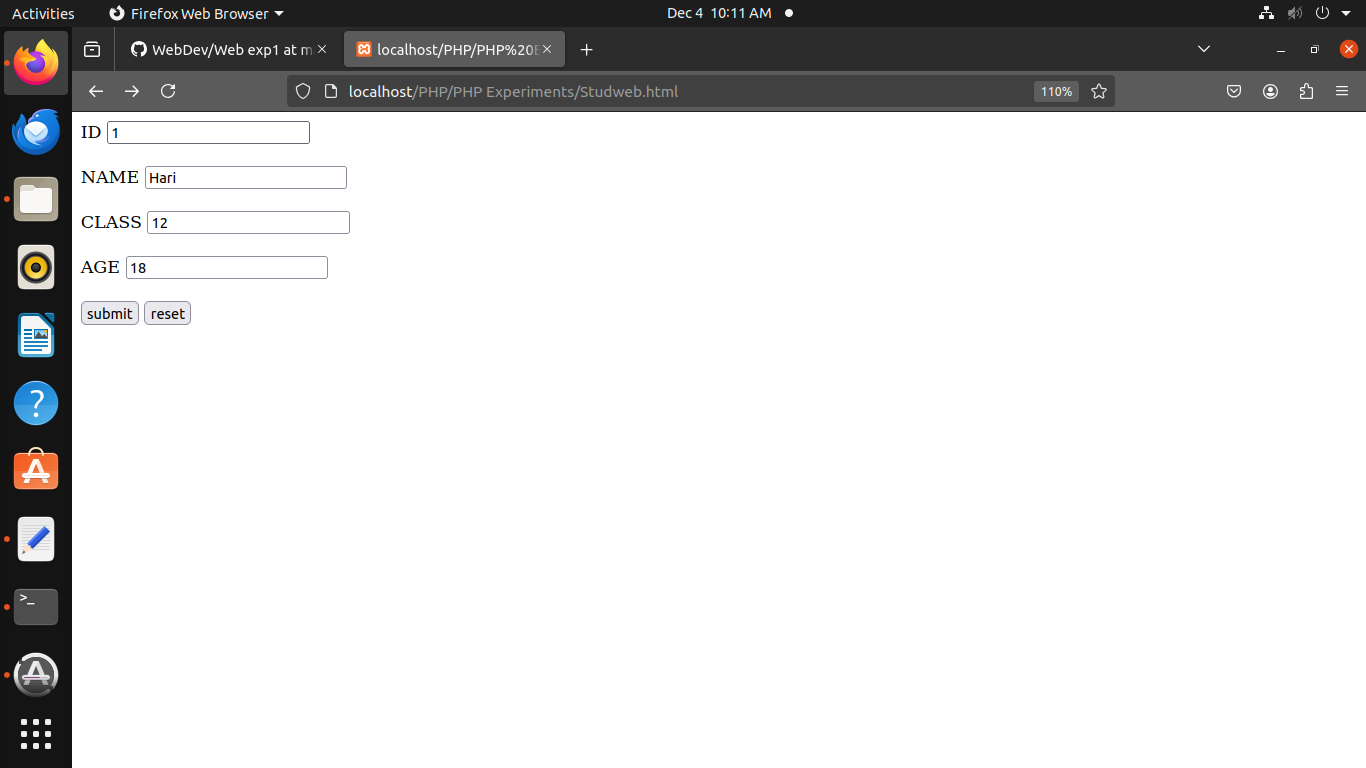 Activities Firefox Web Browser Dec 4 10:11 AM
WebDev/Web exp1 at m localhost/PHP/PHP%20E
localhost/PHP/PHP Experiments/Studweb.html 110%
ID 1
NAME Hari
CLASS 12
AGE 18
submit reset